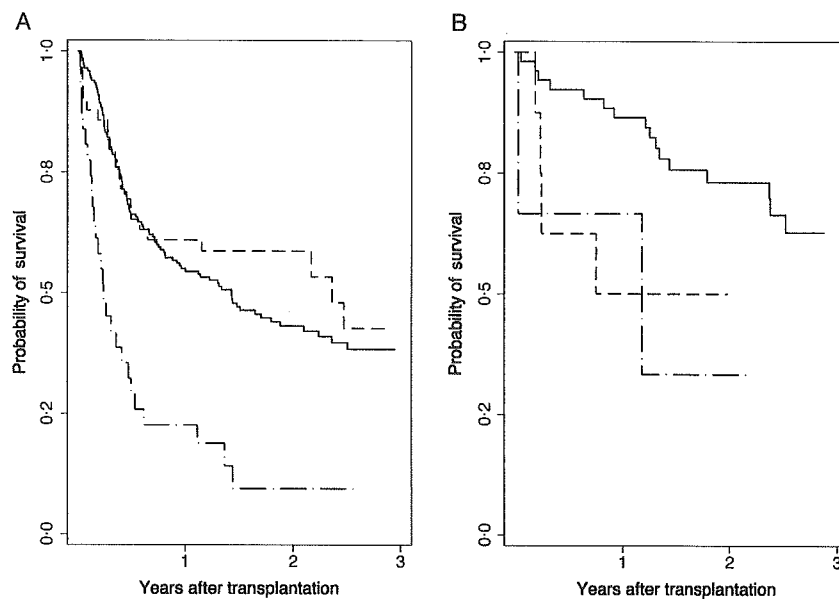 A
Probability of survival
1·0
0·8
0·5
0·2
0·0
1 2 3
Years after transplantation
B
Probability of survival
1·0
0·8
0·5
0·2
0·0
1 2 3
Years after transplantation